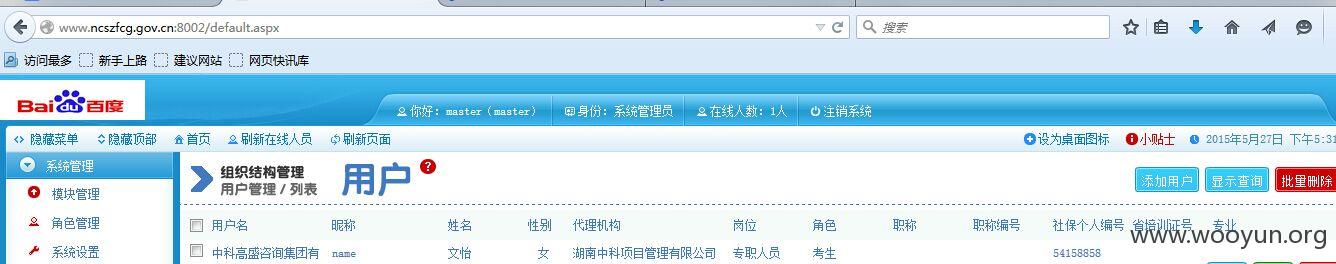 www.ncszfcg.gov.cn:8002/default.aspx
搜索
访问最多 新手上路 建议网站 网页快讯库
Bai du 百度
你好：master（master） 身份：系统管理员 在线人数：1人 注销系统
隐藏菜单 隐藏顶部 首页 刷新在线人员 刷新页面 设为桌面图标 小贴士 2015年5月27日 下午5:31
系统管理
模块管理
角色管理
系统设置
组织结构管理
用户管理 / 列表
用户 ?
添加用户 显示查询 批量删除
用户名 昵称 姓名 性别 代理机构 岗位 角色 职称 职称编号 社保个人编号 省培训证号 专业
中科高盛咨询集团有 name 文怡 女 湖南中科项目管理有限公司 专职人员 考生 54158858
www.wooyun.org